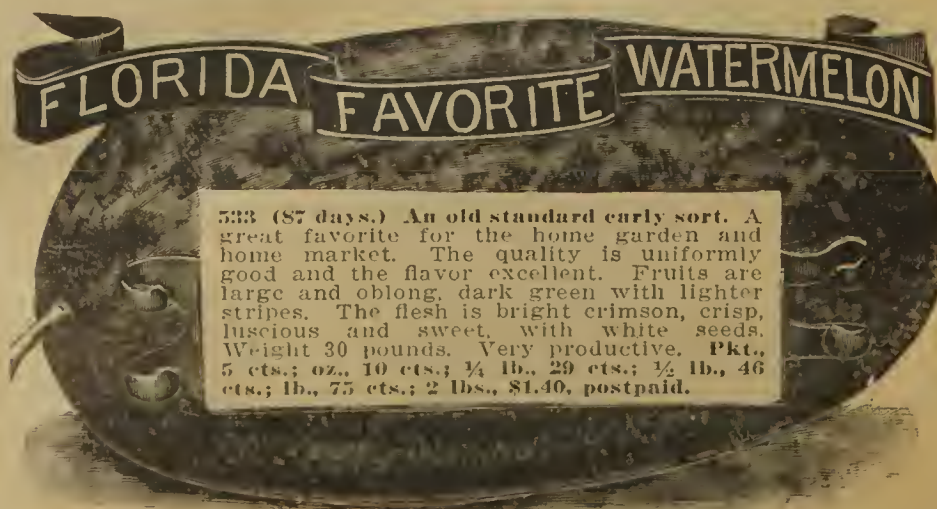 FLORIDA FAVORITE WATERMELON
533 (87 days.) An old standard early sort. A
great favorite for the home garden and
home market. The quality is uniformly
good and the flavor excellent. Fruits are
large and oblong, dark green with lighter
stripes. The flesh is bright crimson, crisp,
luscious and sweet, with white seeds.
Weight 30 pounds. Very productive. Pkt.,
5 cts.; oz., 10 cts.; ¼ lb., 29 cts.; ½ lb., 46
cts.; lb., 75 cts.; 2 lbs., $1.40, postpaid.